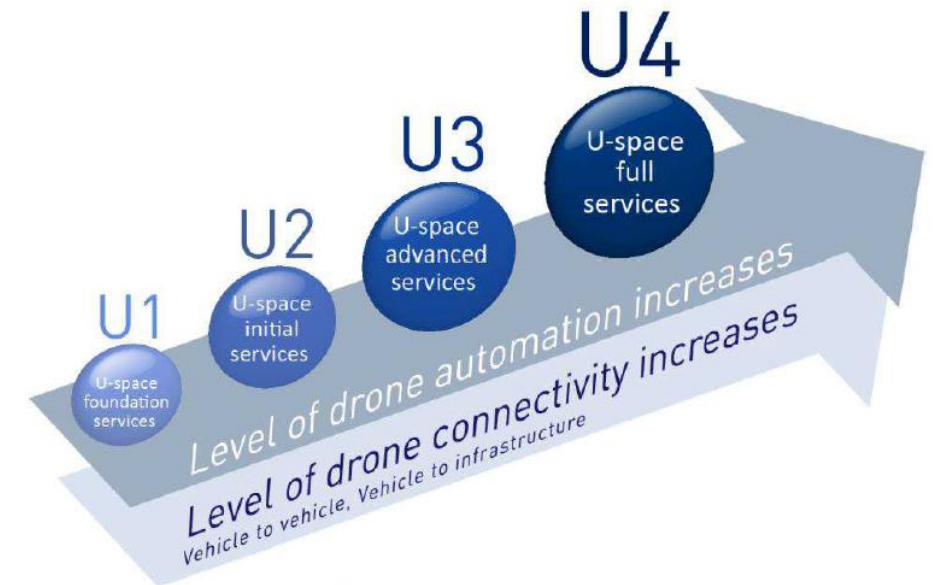 U4
U-space
full
services
U3
U-space
advanced
services
U2
U-space
initial
services
U1
U-space
foundation
services
Level of drone automation increases
Level of drone connectivity increases
Vehicle to vehicle, Vehicle to infrastructure